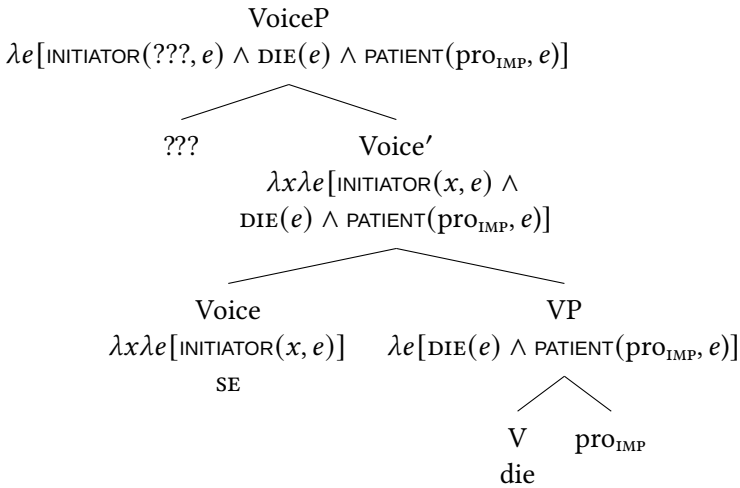 VoiceP
λe[INITIATOR(???, e) ∧ DIE(e) ∧ PATIENT(pro_IMP, e)]
??? Voice′
λxλe[INITIATOR(x, e) ∧
DIE(e) ∧ PATIENT(pro_IMP, e)]
Voice VP
λxλe[INITIATOR(x, e)] λe[DIE(e) ∧ PATIENT(pro_IMP, e)]
SE
V pro_IMP
die